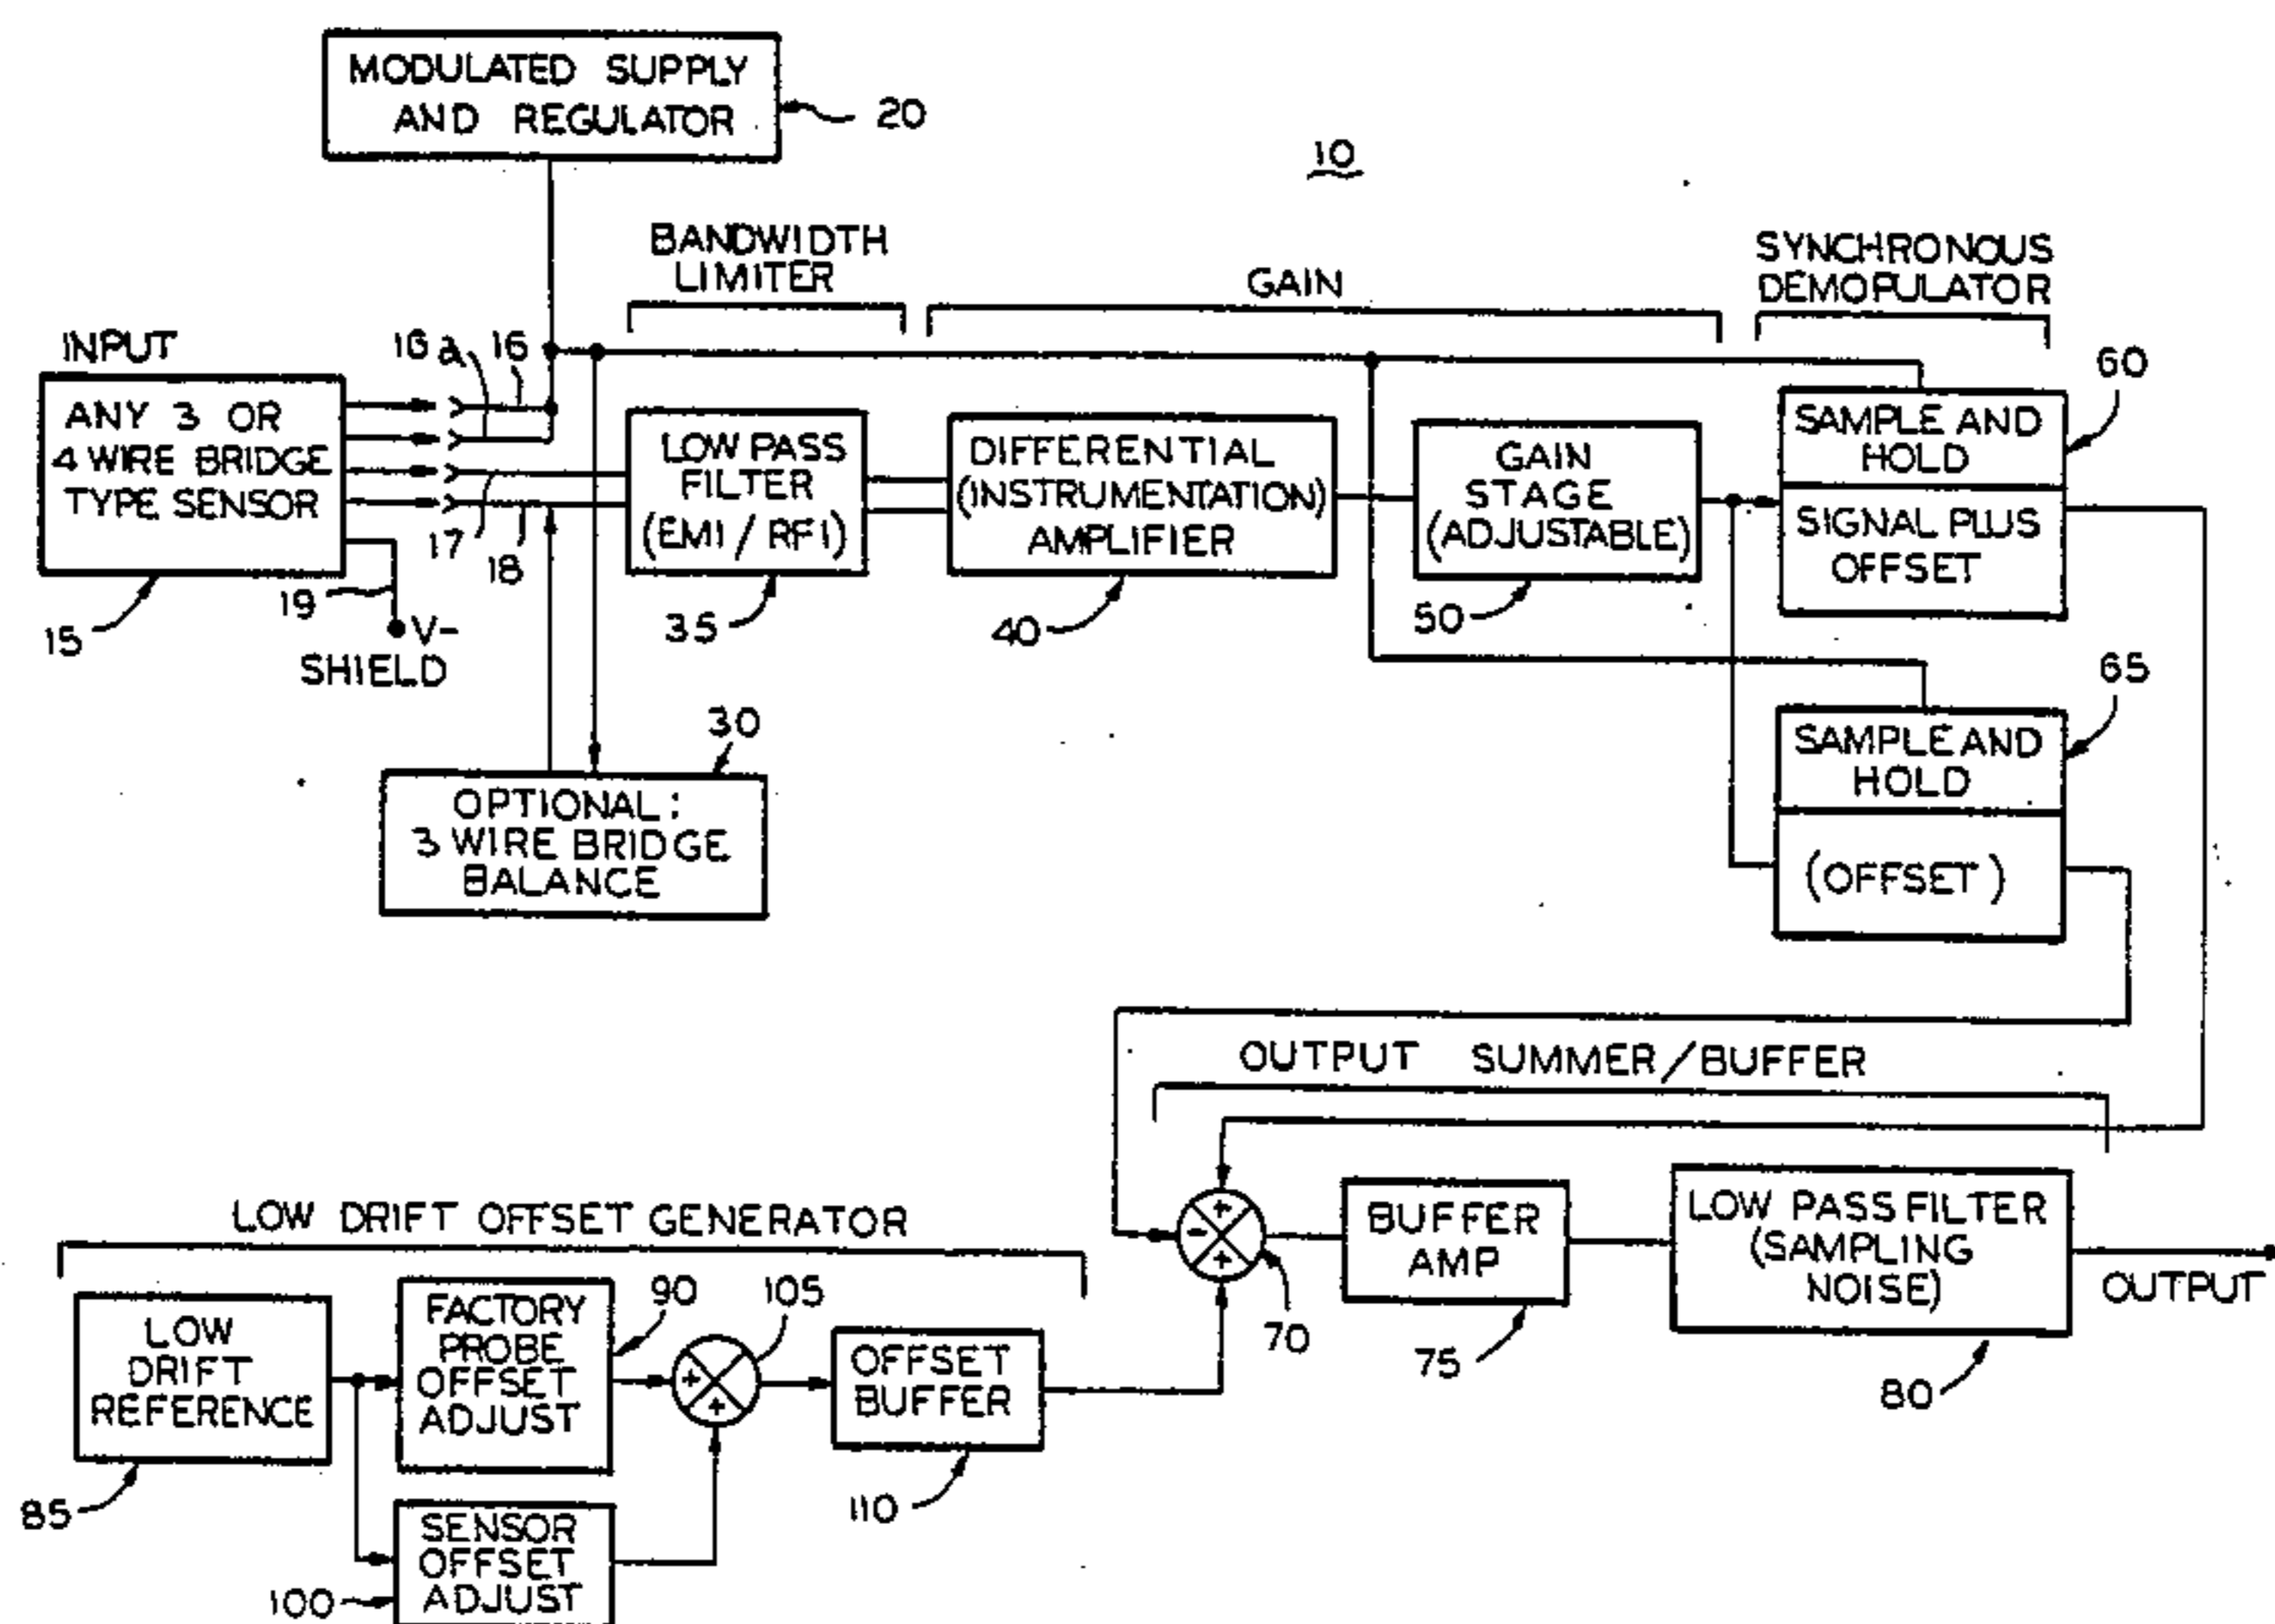 MODULATED SUPPLY
AND REGULATOR
20
10
BANDWIDTH
LIMITER
GAIN
SYNCHRONOUS
DEMOPULATOR
INPUT
16a
16
60
ANY 3 OR
4 WIRE BRIDGE
TYPE SENSOR
LOW PASS
FILTER
(EMI / RFI)
DIFFERENTIAL
(INSTRUMENTATION)
AMPLIFIER
GAIN
STAGE
(ADJUSTABLE)
SAMPLE AND
HOLD
SIGNAL PLUS
OFFSET
17
18
19
15
V-
SHIELD
35
40
50
65
30
OPTIONAL:
3 WIRE BRIDGE
BALANCE
SAMPLE AND
HOLD
(OFFSET)
OUTPUT SUMMER/BUFFER
LOW DRIFT OFFSET GENERATOR
+
-
+
BUFFER
AMP
LOW PASS FILTER
(SAMPLING
NOISE)
OUTPUT
70
75
80
LOW
DRIFT
REFERENCE
FACTORY
PROBE
OFFSET
ADJUST
90
105
+
+
OFFSET
BUFFER
85
110
SENSOR
OFFSET
ADJUST
100